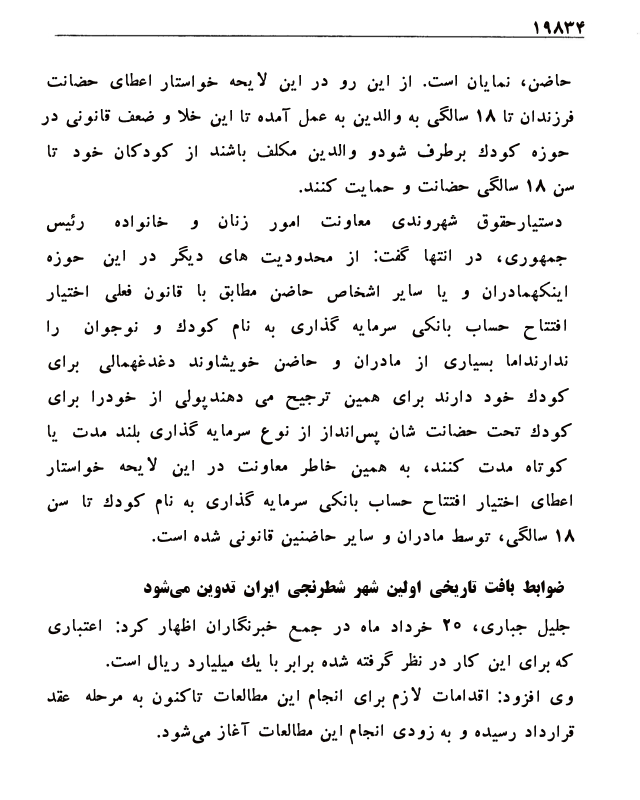 ۱۹۸۳۴
حاضن، نمایان است. از این رو در این لایحه خواستار اعطای حضانت
فرزندان تا ۱۸ سالگی به والدین به عمل آمده تا این خلا و ضعف قانونی در
حوزه کودك برطرف شودو والدین مکلف باشند از کودکان خود تا
سن ۱۸ سالگی حضانت و حمایت کنند.
دستیارحقوق شهروندی معاونت امور زنان و خانواده رئیس
جمهوری، در انتها گفت: از محدودیت های دیگر در این حوزه
اینکهمادران و یا سایر اشخاص حاضن مطابق با قانون فعلی اختیار
افتتاح حساب بانکی سرمایه گذاری به نام کودك و نوجوان را
ندارنداما بسیاری از مادران و حاضن خویشاوند دغدغهمالی برای
کودك خود دارند برای همین ترجیح می دهندپولی از خودرا برای
کودك تحت حضانت شان پس‌انداز از نوع سرمایه گذاری بلند مدت یا
کوتاه مدت کنند، به همین خاطر معاونت در این لایحه خواستار
اعطای اختیار افتتاح حساب بانکی سرمایه گذاری به نام کودك تا سن
۱۸ سالگی، توسط مادران و سایر حاضنین قانونی شده است.
ضوابط بافت تاریخی اولین شهر شطرنجی ایران تدوین می‌شود
جلیل جباری، ۲۵ خرداد ماه در جمع خبرنگاران اظهار کرد: اعتباری
که برای این کار در نظر گرفته شده برابر با یك میلیارد ریال است.
وی افزود: اقدامات لازم برای انجام این مطالعات تاکنون به مرحله عقد
قرارداد رسیده و به زودی انجام این مطالعات آغاز می‌شود.